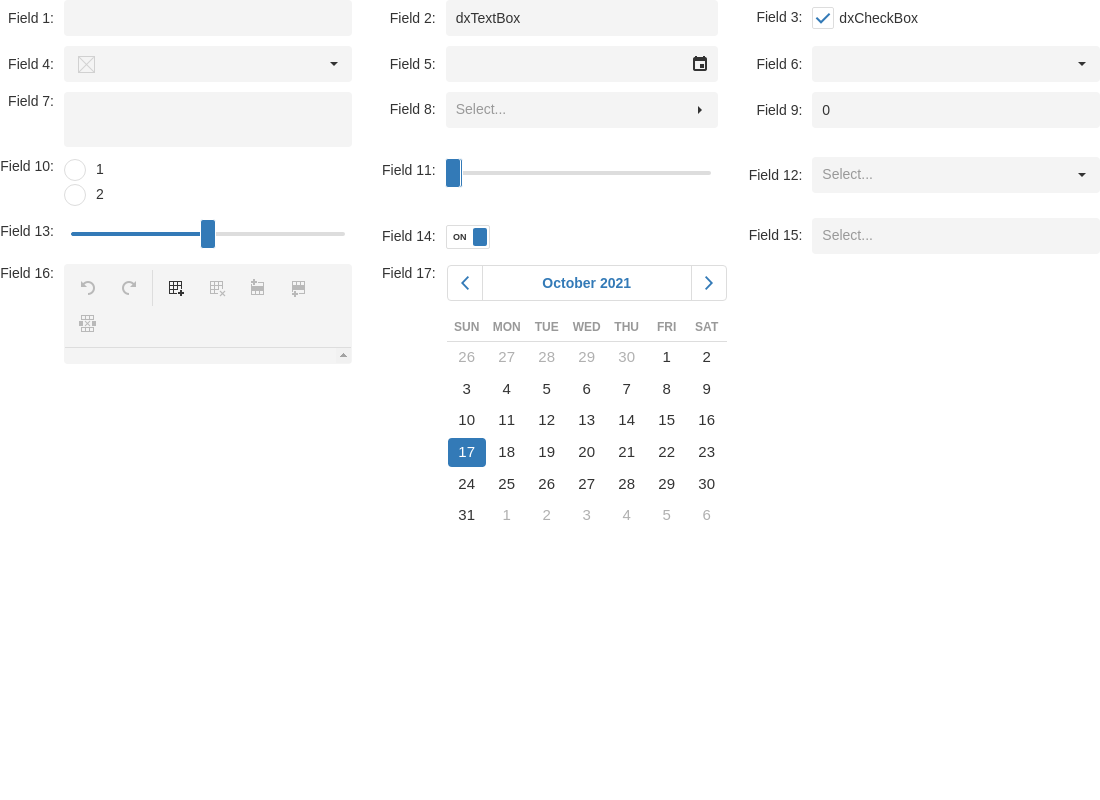 Field 1:
Field 2: dxTextBox
Field 3: dxCheckBox
Field 4:
Field 5:
Field 6:
Field 7:
Field 8: Select...
Field 9: 0
Field 10: 1
2
Field 11:
Field 12: Select...
Field 13:
Field 14: ON
Field 15: Select...
Field 16:
Field 17: October 2021
SUN MON TUE WED THU FRI SAT
26 27 28 29 30 1 2
3 4 5 6 7 8 9
10 11 12 13 14 15 16
17 18 19 20 21 22 23
24 25 26 27 28 29 30
31 1 2 3 4 5 6